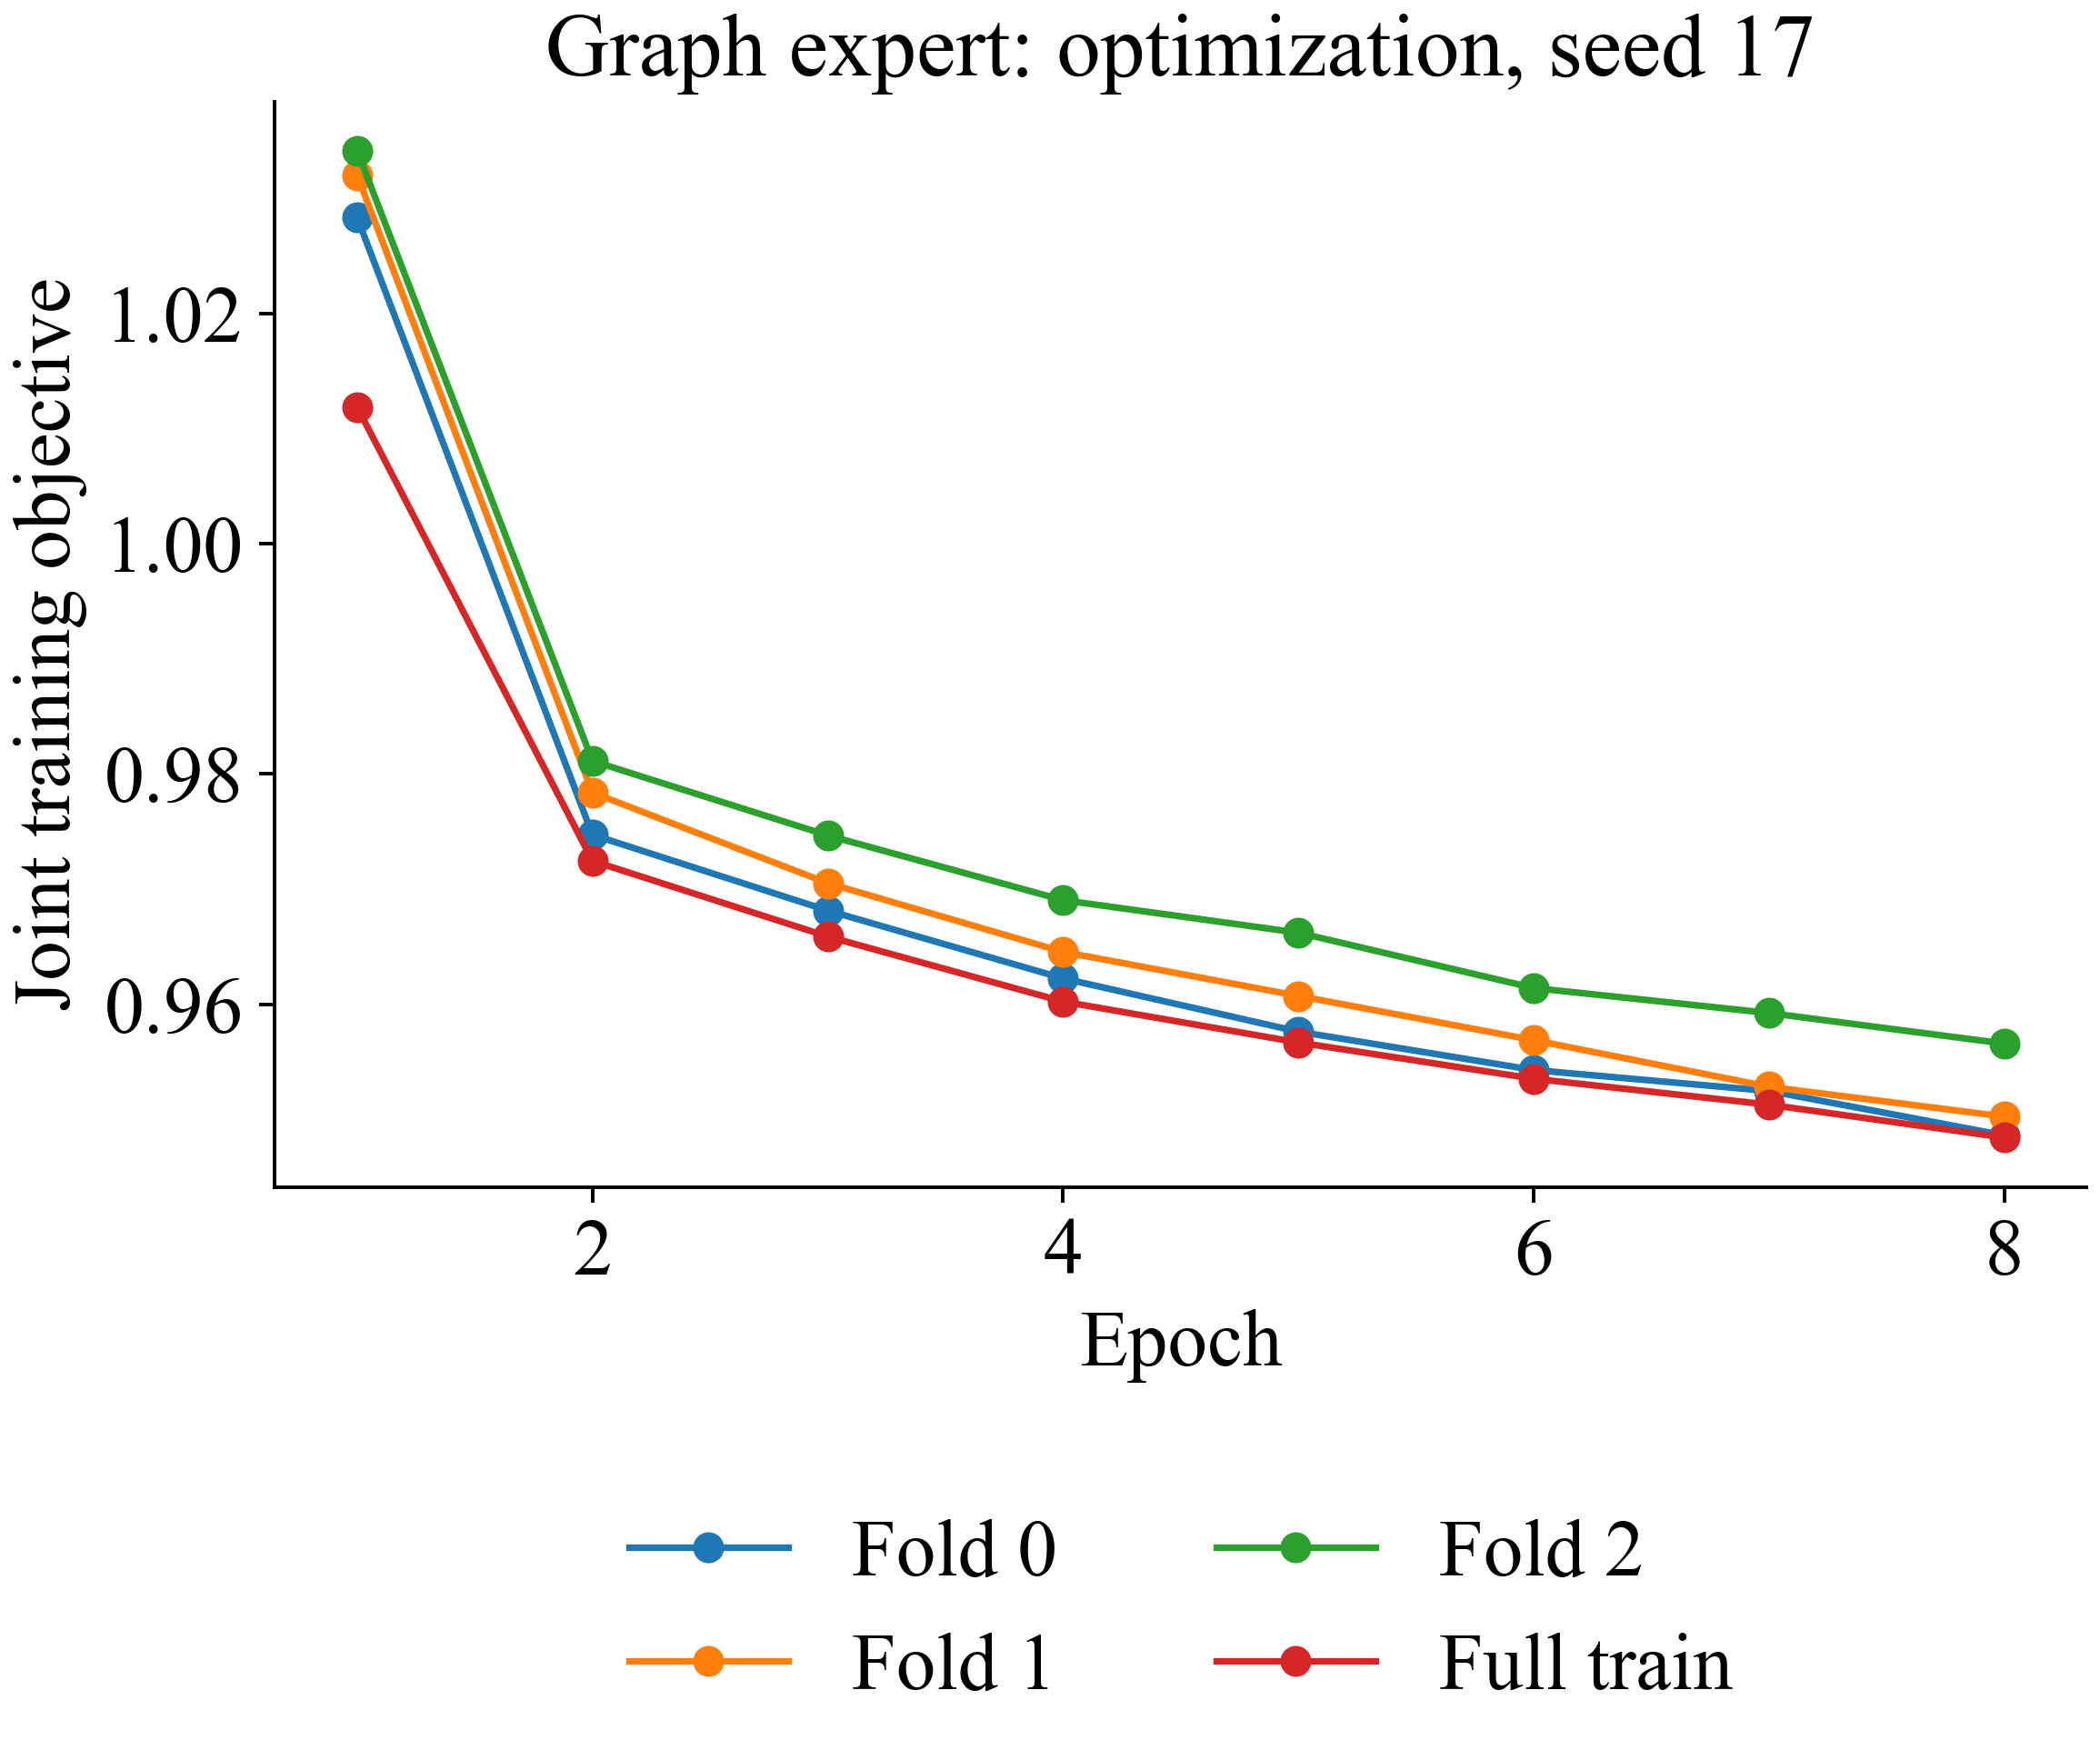 Graph expert: optimization, seed 17
Joint training objective
1.02
1.00
0.98
0.96
2 4 6 8
Epoch
Fold 0 Fold 2
Fold 1 Full train